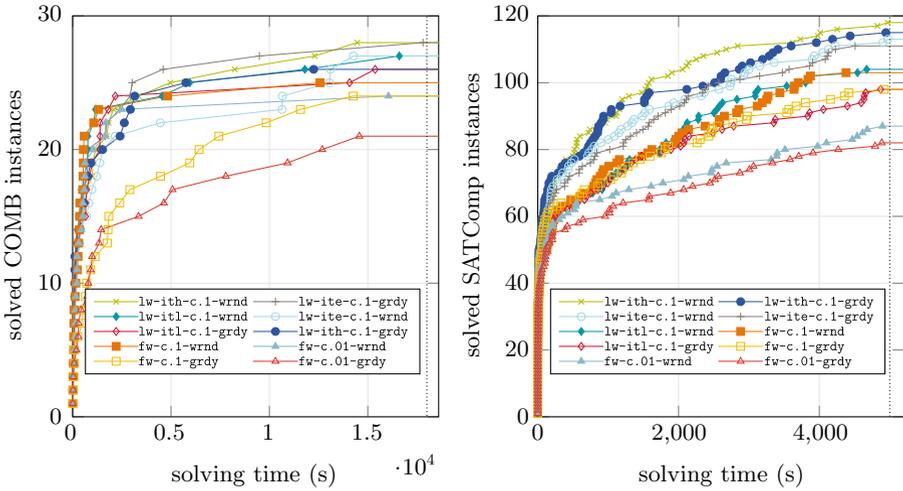 30
20
10
0
solved COMB instances
lw-ith-c.1-wrnd
lw-ite-c.1-grdy
lw-itl-c.1-wrnd
lw-ite-c.1-wrnd
lw-itl-c.1-grdy
lw-ith-c.1-grdy
fw-c.1-wrnd
fw-c.01-wrnd
fw-c.1-grdy
fw-c.01-grdy
0 0.5 1 1.5
·10⁴
solving time (s)
120
100
80
60
40
20
0
solved SATComp instances
lw-ith-c.1-wrnd
lw-ith-c.1-grdy
lw-ite-c.1-wrnd
lw-ite-c.1-grdy
lw-itl-c.1-wrnd
fw-c.1-wrnd
lw-itl-c.1-grdy
fw-c.1-grdy
fw-c.01-wrnd
fw-c.01-grdy
0 2,000 4,000
solving time (s)